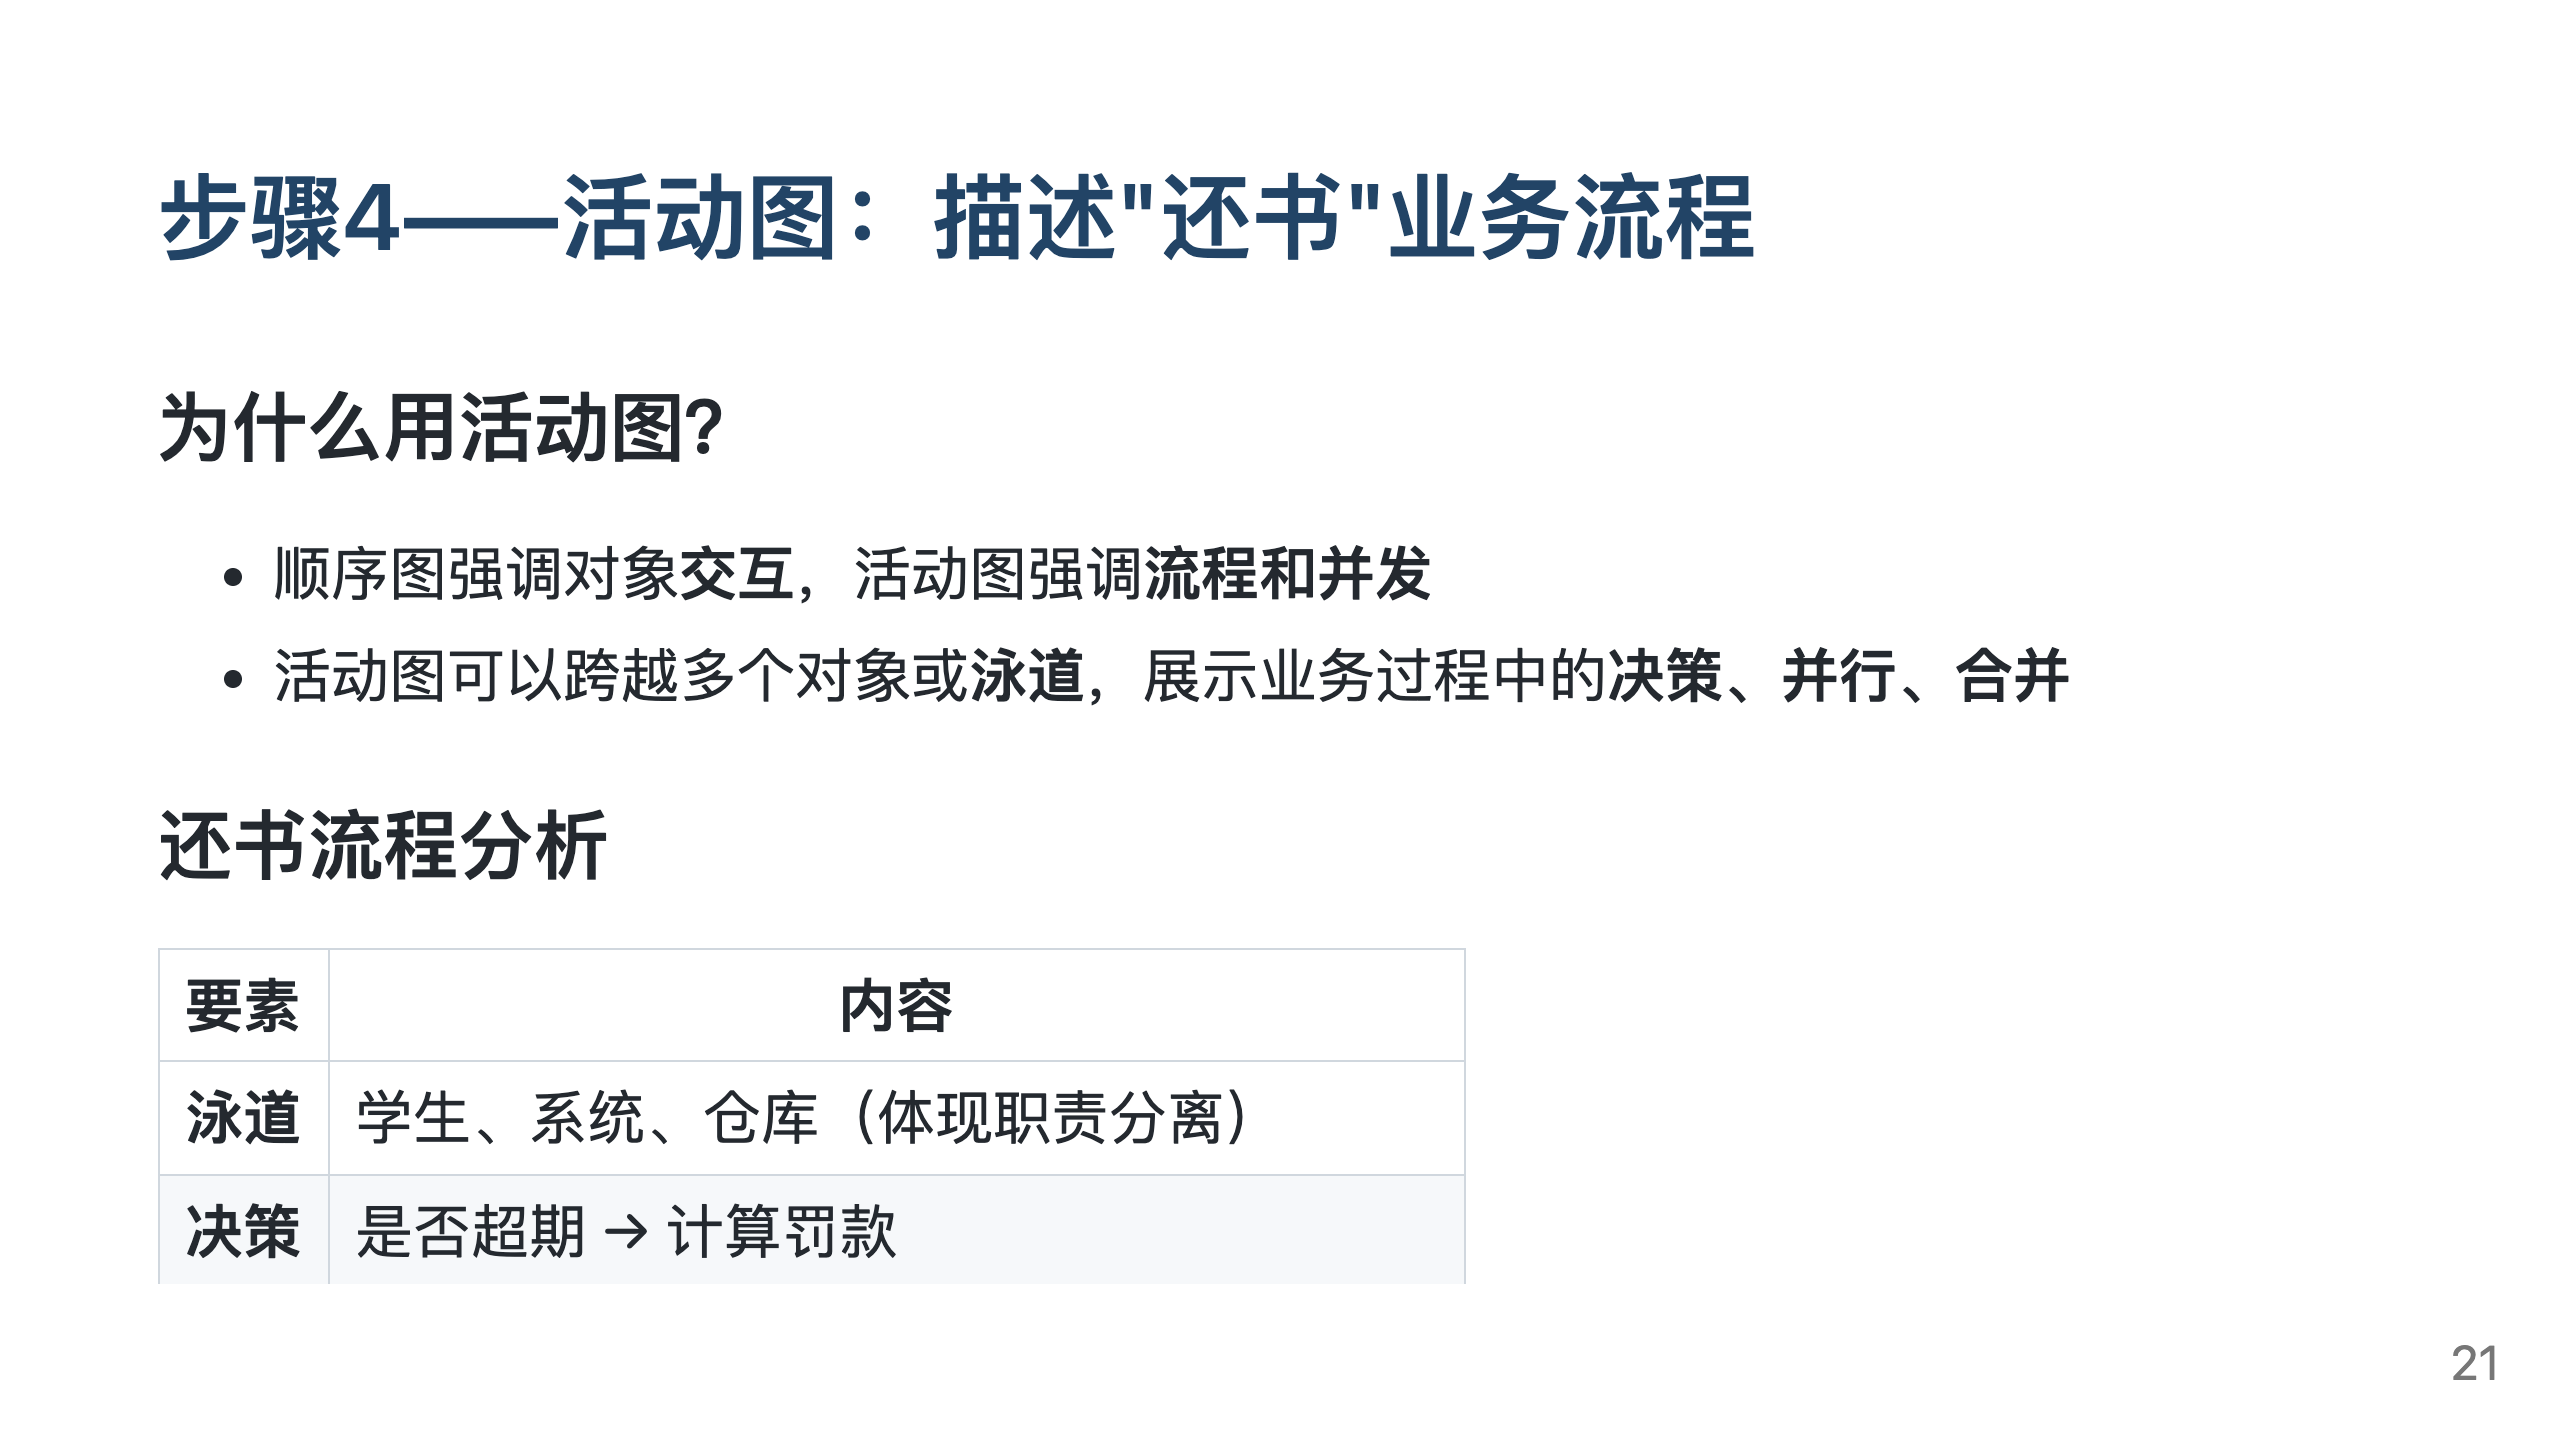 步骤4——活动图：描述"还书"业务流程
为什么用活动图?
• 顺序图强调对象交互，活动图强调流程和并发
• 活动图可以跨越多个对象或泳道，展示业务过程中的决策、并行、合并
还书流程分析
要素 内容
泳道 学生、系统、仓库（体现职责分离）
决策 是否超期 → 计算罚款
21